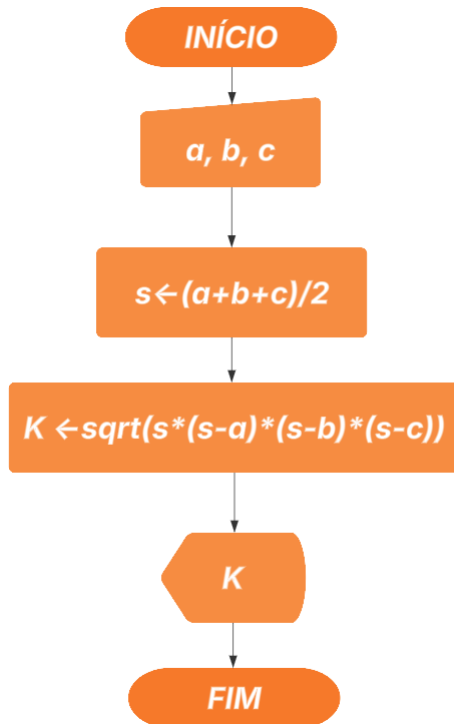 INÍCIO
a, b, c
s←(a+b+c)/2
K ←sqrt(s*(s-a)*(s-b)*(s-c))
K
FIM